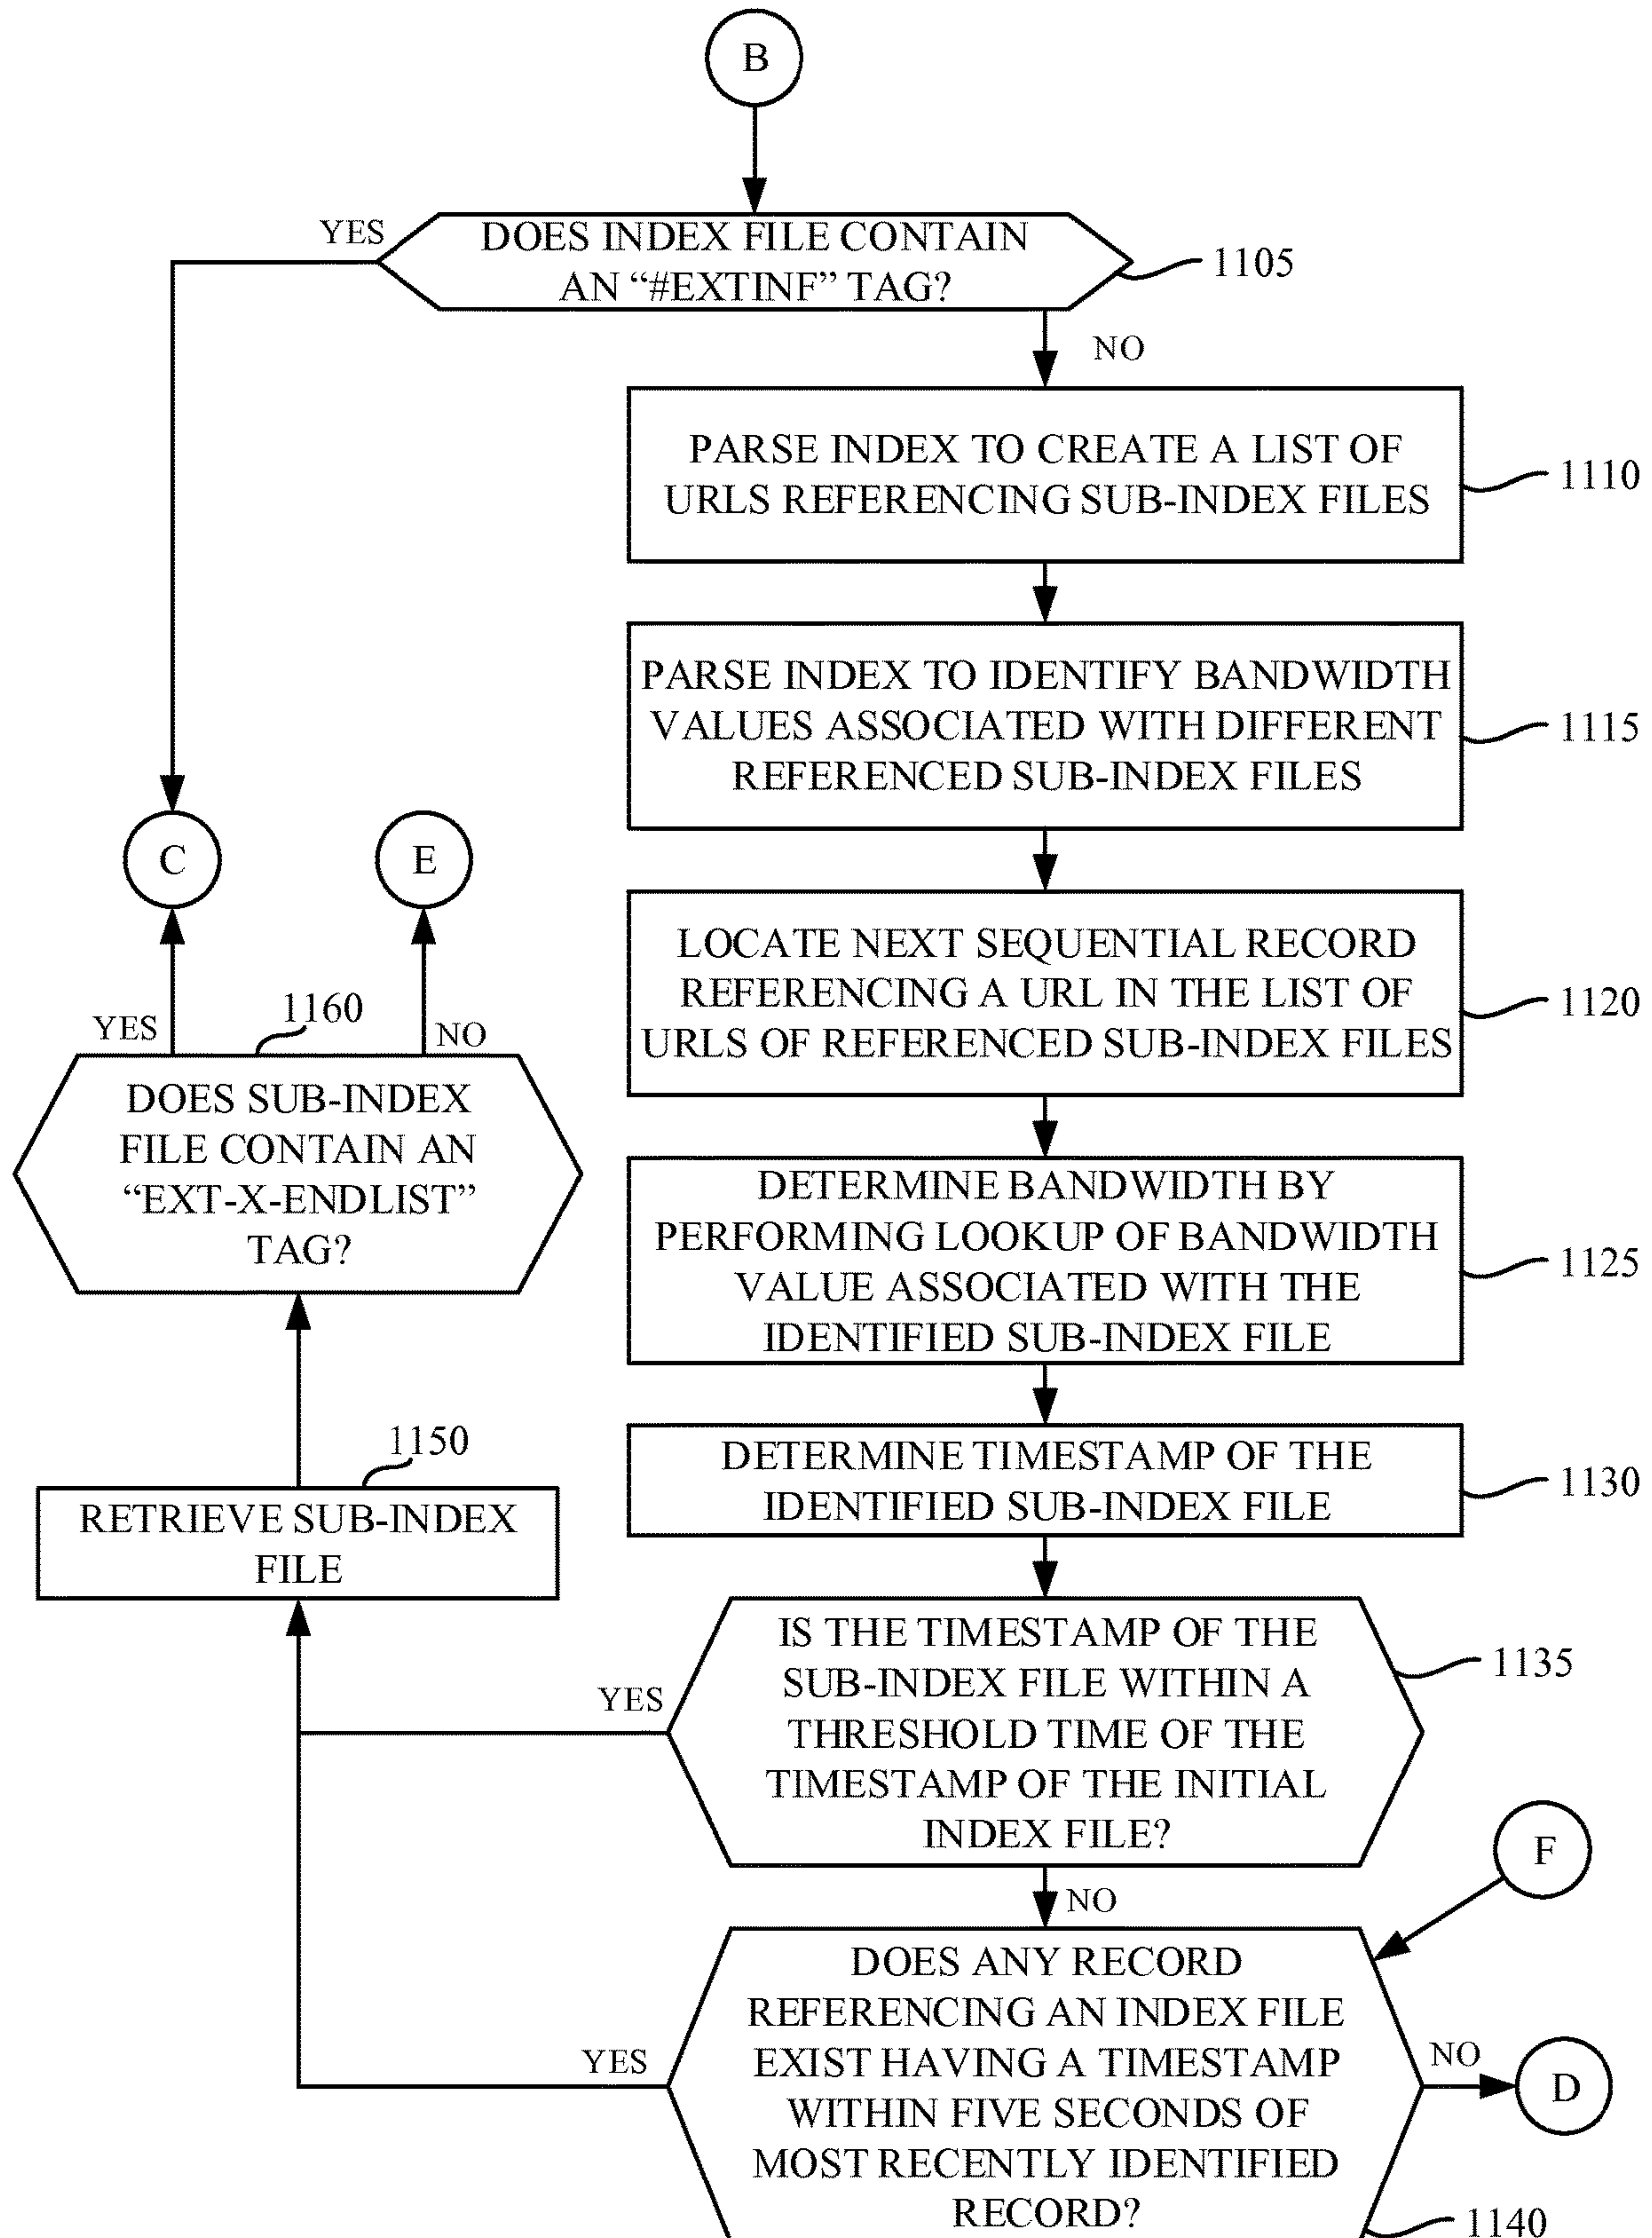 B
YES
DOES INDEX FILE CONTAIN
AN “#EXTINF” TAG?
1105
NO
PARSE INDEX TO CREATE A LIST OF
URLS REFERENCING SUB-INDEX FILES
1110
PARSE INDEX TO IDENTIFY BANDWIDTH
VALUES ASSOCIATED WITH DIFFERENT
REFERENCED SUB-INDEX FILES
1115
C
E
LOCATE NEXT SEQUENTIAL RECORD
REFERENCING A URL IN THE LIST OF
URLS OF REFERENCED SUB-INDEX FILES
1120
YES
1160
NO
DOES SUB-INDEX
FILE CONTAIN AN
“EXT-X-ENDLIST”
TAG?
DETERMINE BANDWIDTH BY
PERFORMING LOOKUP OF BANDWIDTH
VALUE ASSOCIATED WITH THE
IDENTIFIED SUB-INDEX FILE
1125
1150
RETRIEVE SUB-INDEX
FILE
DETERMINE TIMESTAMP OF THE
IDENTIFIED SUB-INDEX FILE
1130
YES
IS THE TIMESTAMP OF THE
SUB-INDEX FILE WITHIN A
THRESHOLD TIME OF THE
TIMESTAMP OF THE INITIAL
INDEX FILE?
1135
F
NO
YES
DOES ANY RECORD
REFERENCING AN INDEX FILE
EXIST HAVING A TIMESTAMP
WITHIN FIVE SECONDS OF
MOST RECENTLY IDENTIFIED
RECORD?
NO
D
1140